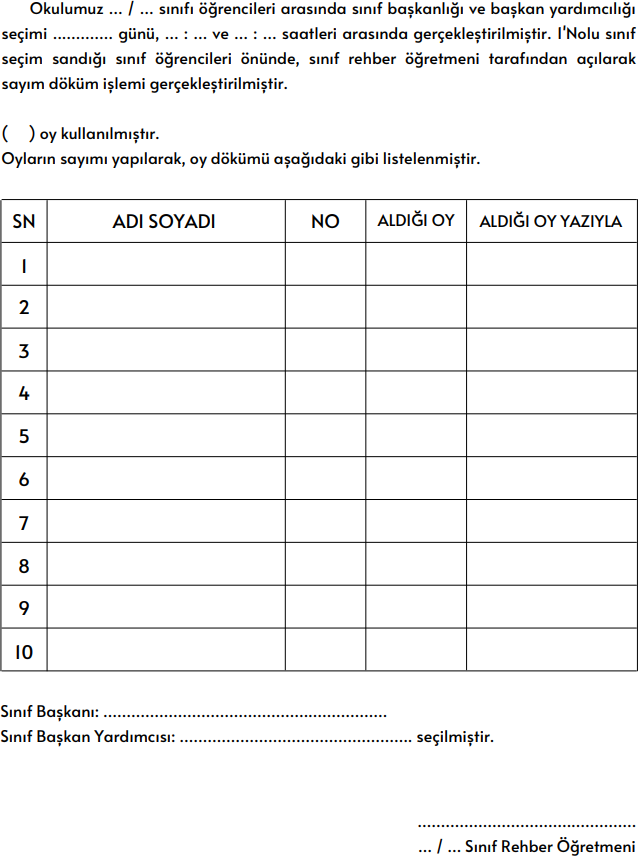 Okulumuz ... / ... sınıfı öğrencileri arasında sınıf başkanlığı ve başkan yardımcılığı
seçimi ............. günü, ... : ... ve ... : ... saatleri arasında gerçekleştirilmiştir. 1'Nolu sınıf
seçim sandığı sınıf öğrencileri önünde, sınıf rehber öğretmeni tarafından açılarak
sayım döküm işlemi gerçekleştirilmiştir.
(    ) oy kullanılmıştır.
Oyların sayımı yapılarak, oy dökümü aşağıdaki gibi listelenmiştir.
SN ADI SOYADI NO ALDIĞI OY ALDIĞI OY YAZIYLA
1
2
3
4
5
6
7
8
9
10
Sınıf Başkanı: .............................................................
Sınıf Başkan Yardımcısı: .................................................. seçilmiştir.
...............................................
... / ... Sınıf Rehber Öğretmeni